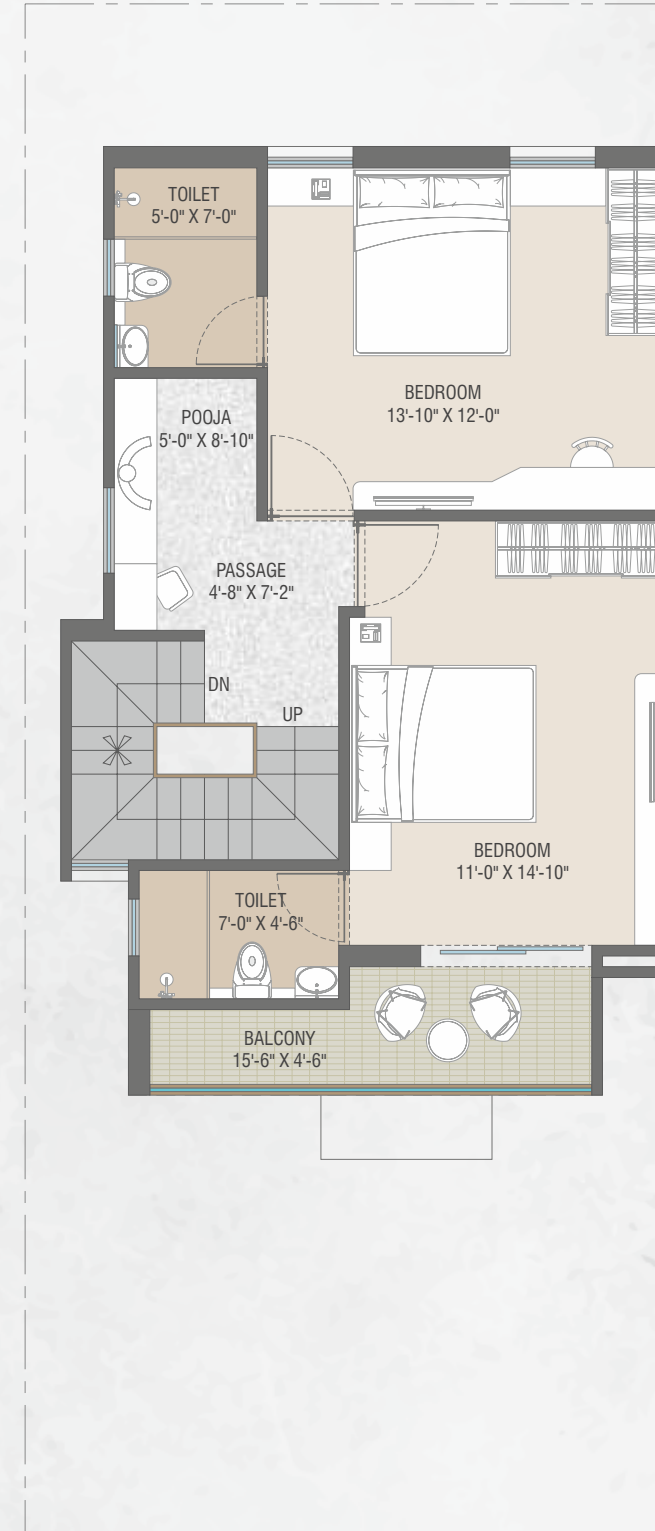 TOILET
5'-0" X 7'-0"
BEDROOM
13'-10" X 12'-0"
POOJA
5'-0" X 8'-10"
PASSAGE
4'-8" X 7'-2"
DN
UP
BEDROOM
11'-0" X 14'-10"
TOILET
7'-0" X 4'-6"
BALCONY
15'-6" X 4'-6"